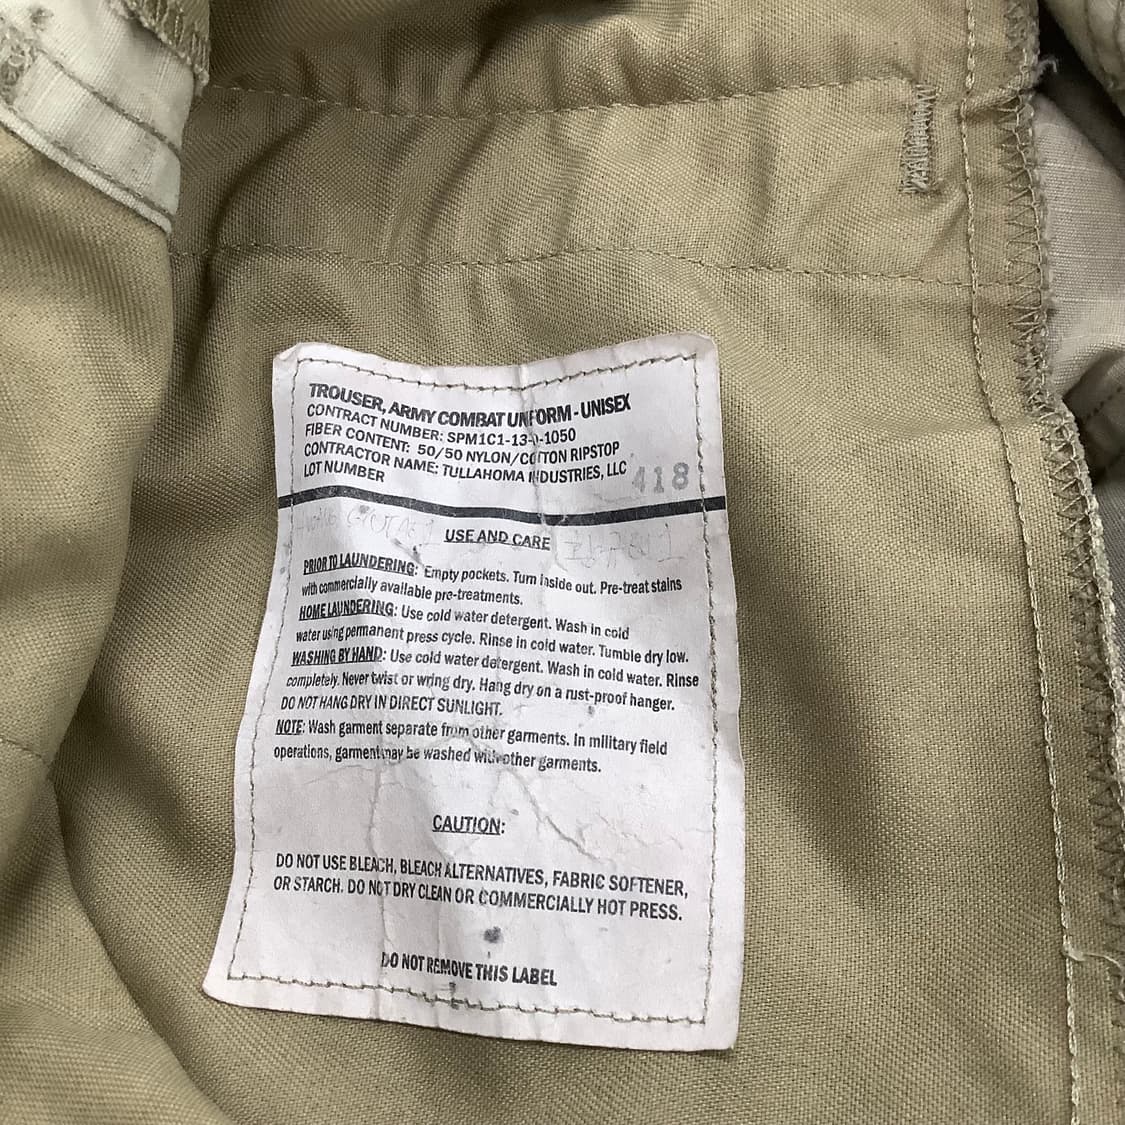 TROUSER, ARMY COMBAT UNIFORM - UNISEX
CONTRACT NUMBER: SPM1C1-13-D-1050
FIBER CONTENT: 50/50 NYLON/COTTON RIPSTOP
CONTRACTOR NAME: TULLAHOMA INDUSTRIES, LLC
LOT NUMBER 418
USE AND CARE
PRIOR TO LAUNDERING: Empty pockets. Turn inside out. Pre-treat stains
with commercially available pre-treatments.
HOME LAUNDERING: Use cold water detergent. Wash in cold
water using permanent press cycle. Rinse in cold water. Tumble dry low.
WASHING BY HAND: Use cold water detergent. Wash in cold water. Rinse
completely. Never twist or wring dry. Hang dry on a rust-proof hanger.
DO NOT HANG DRY IN DIRECT SUNLIGHT.
NOTE: Wash garment separate from other garments. In military field
operations, garment may be washed with other garments.
CAUTION:
DO NOT USE BLEACH, BLEACH ALTERNATIVES, FABRIC SOFTENER,
OR STARCH. DO NOT DRY CLEAN OR COMMERCIALLY HOT PRESS.
DO NOT REMOVE THIS LABEL